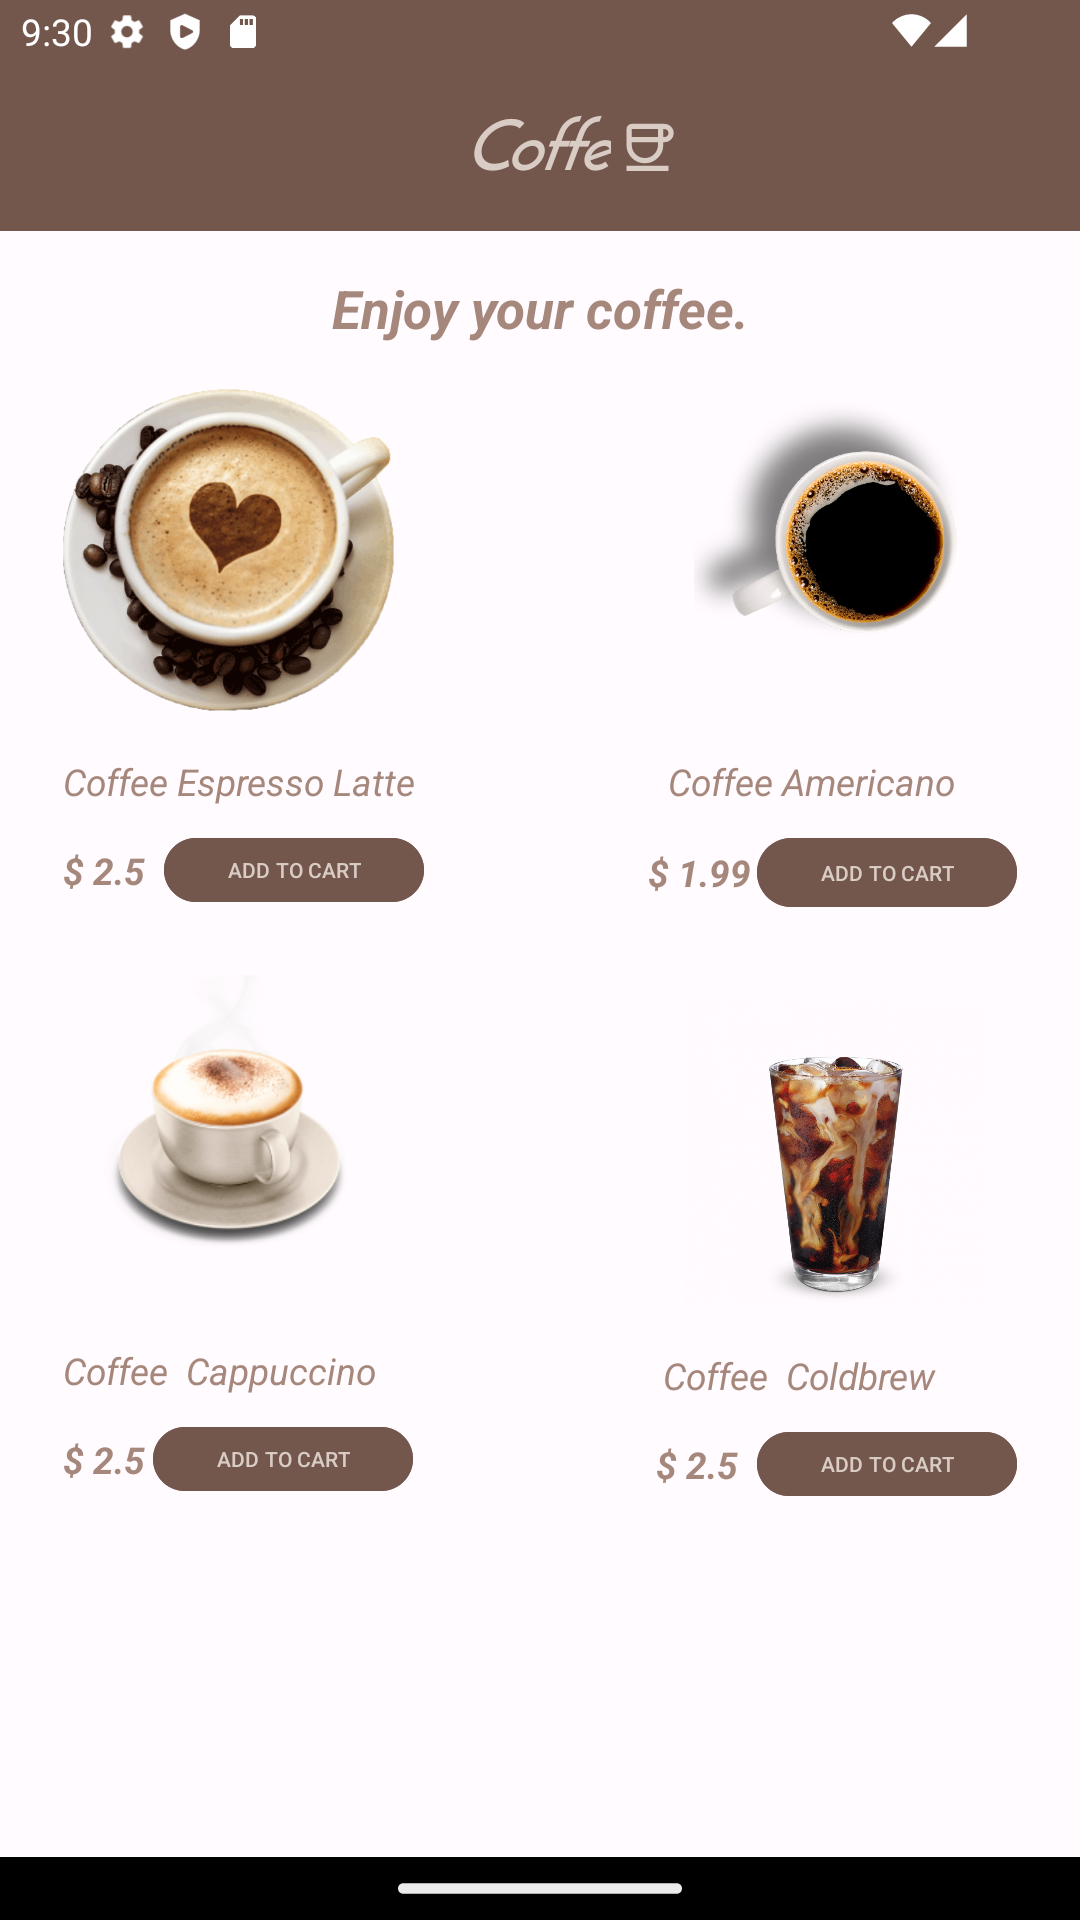 9:30
Coffe
Enjoy your coffee.
Coffee Espresso Latte
$ 2.5 ADD TO CART
Coffee Americano
$ 1.99 ADD TO CART
Coffee  Cappuccino
$ 2.5 ADD TO CART
Coffee  Coldbrew
$ 2.5 ADD TO CART